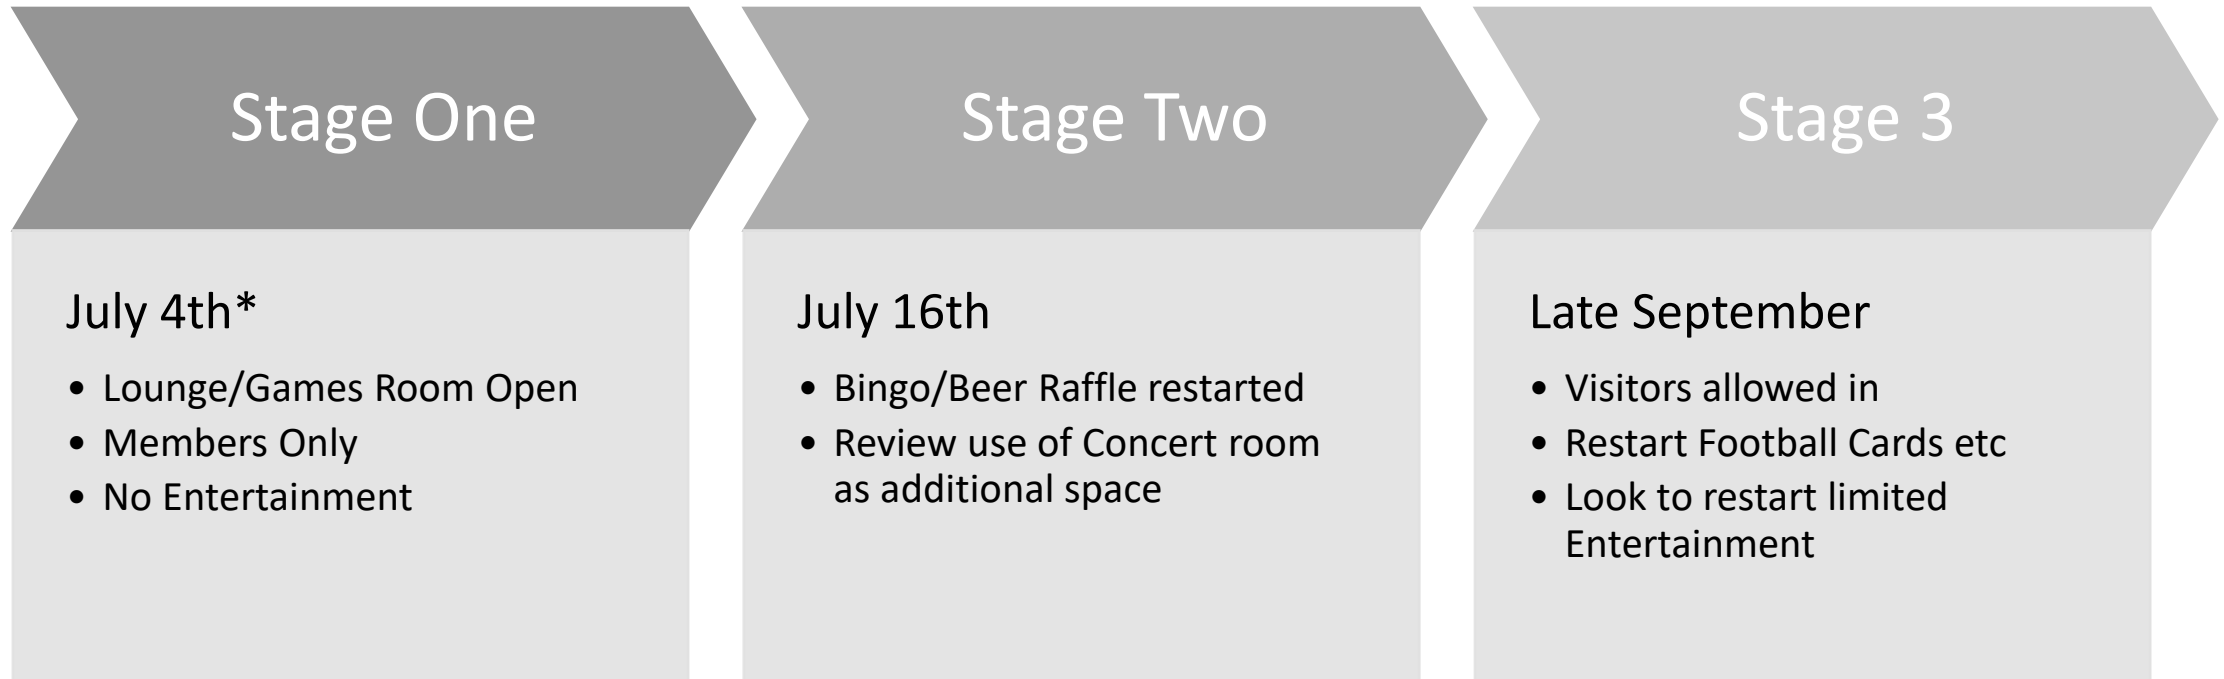 Stage One
July 4th*
• Lounge/Games Room Open
• Members Only
• No Entertainment
Stage Two
July 16th
• Bingo/Beer Raffle restarted
• Review use of Concert room
as additional space
Stage 3
Late September
• Visitors allowed in
• Restart Football Cards etc
• Look to restart limited
Entertainment